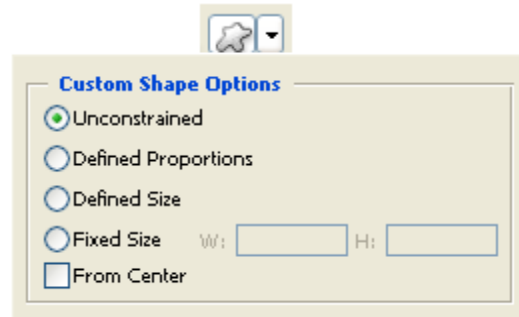 Custom Shape Options
Unconstrained
Defined Proportions
Defined Size
Fixed Size W: H:
From Center